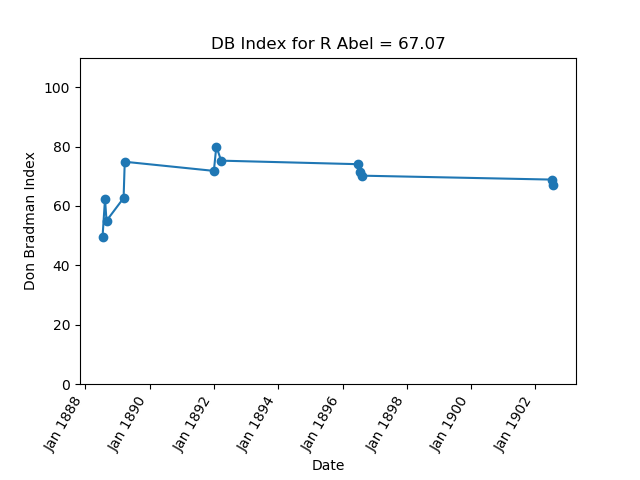 DB Index for R Abel = 67.07
100
80
60
40
20
0
Don Bradman Index
Jan 1888
Jan 1890
Jan 1892
Jan 1894
Jan 1896
Jan 1898
Jan 1900
Jan 1902
Date